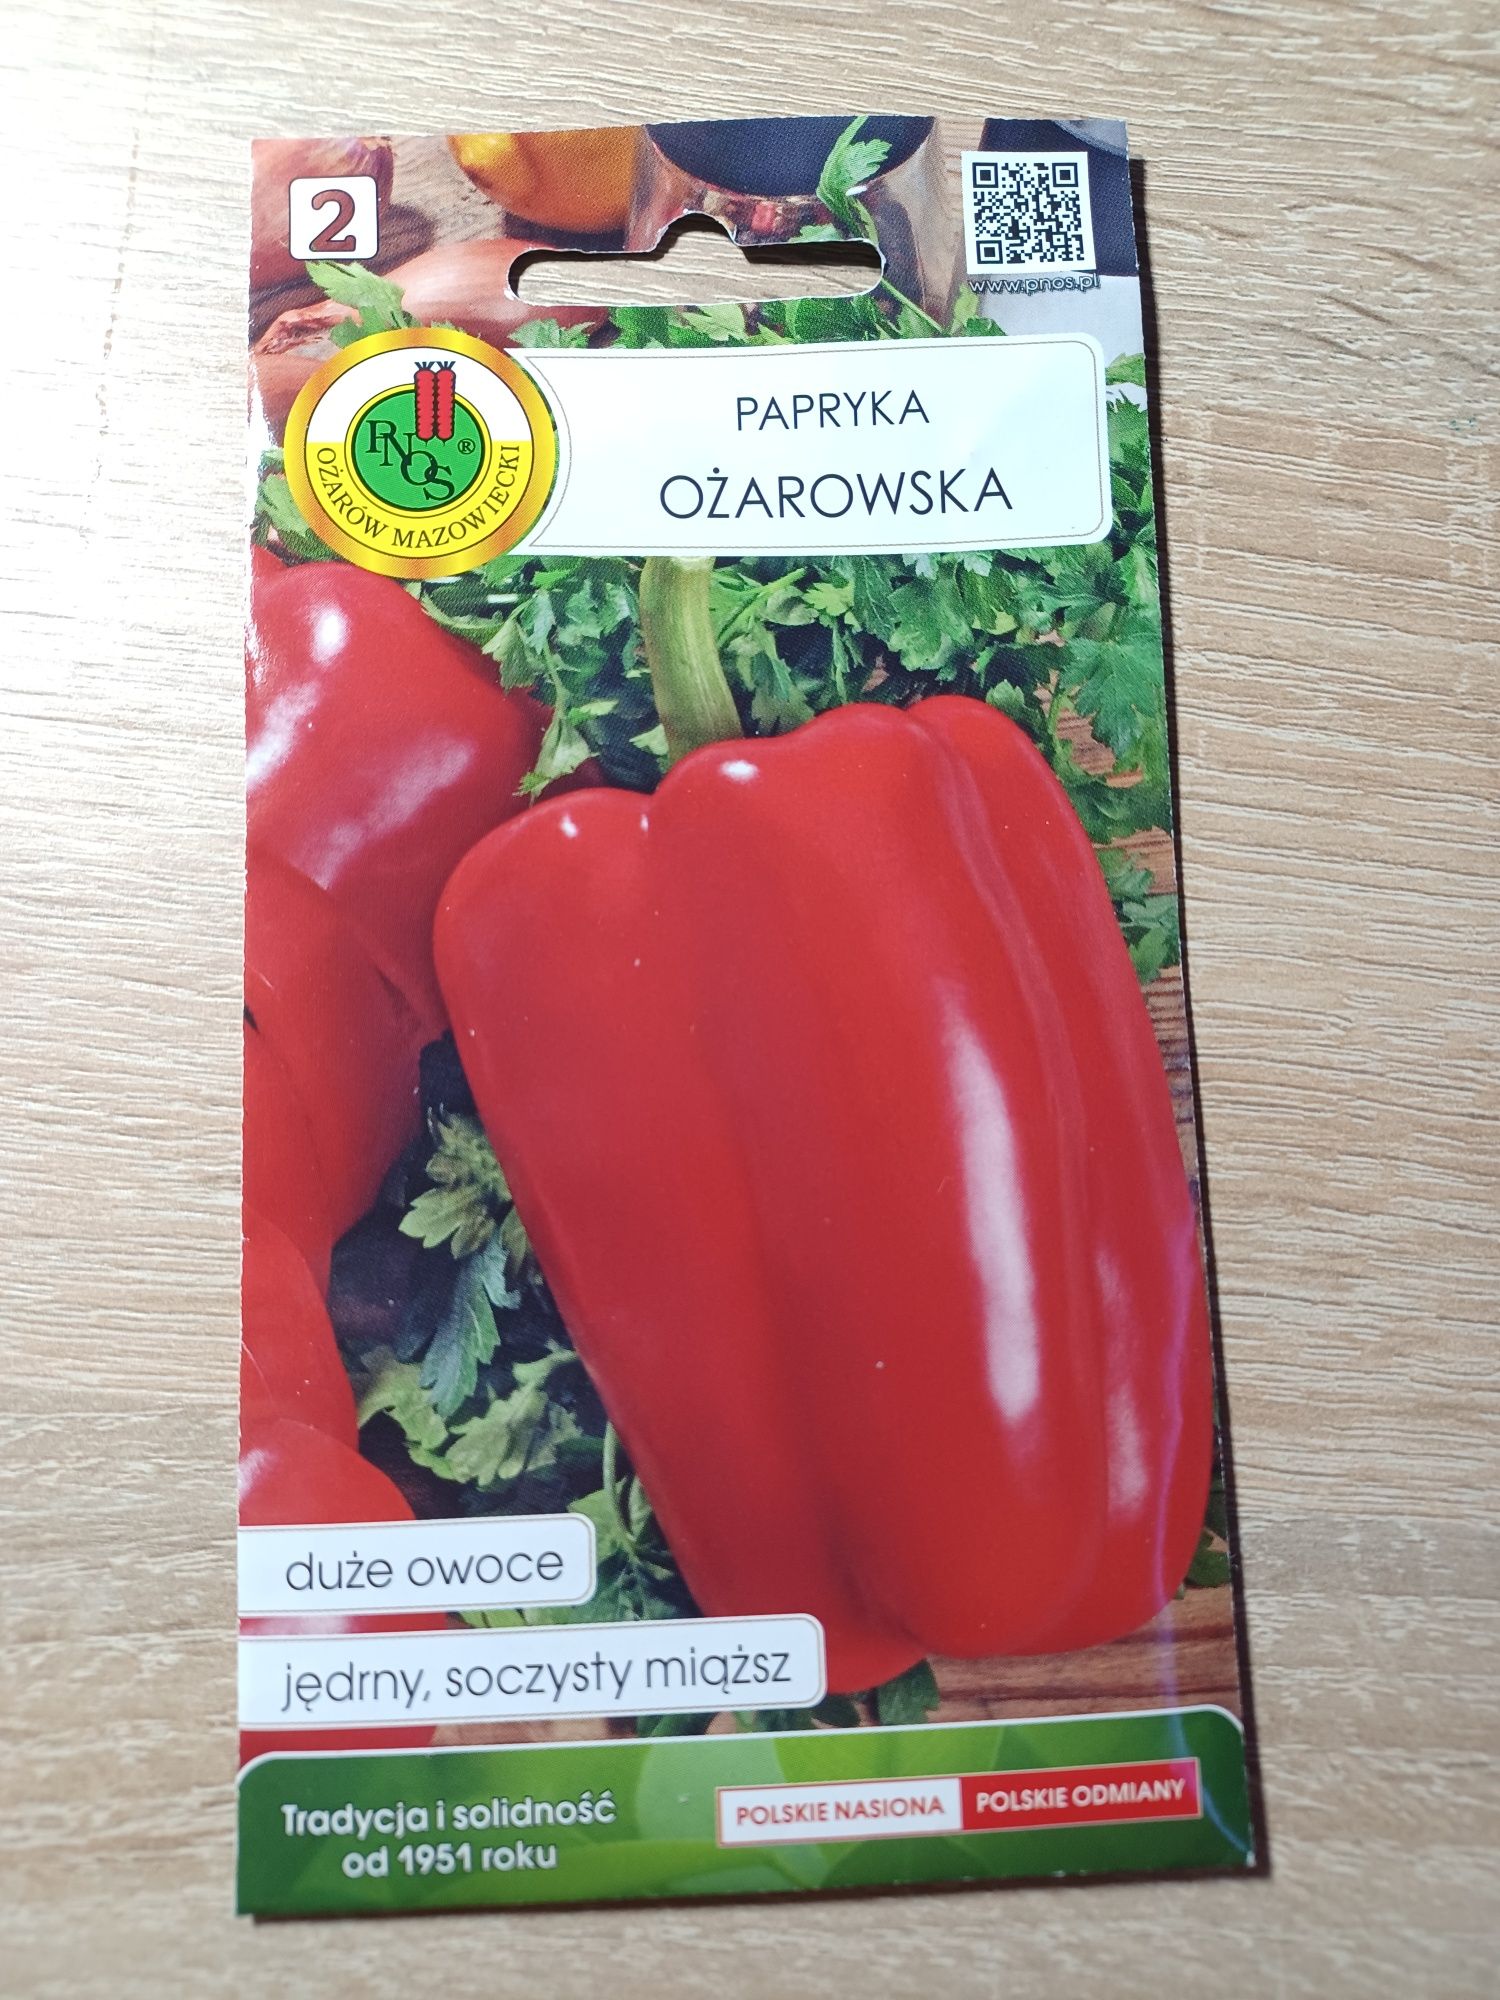 2
www.pnos.pl
PNOS ®
OŻARÓW MAZOWIECKI
PAPRYKA
OŻAROWSKA
duże owoce
jędrny, soczysty miąższ
Tradycja i solidność
od 1951 roku
POLSKIE NASIONA POLSKIE ODMIANY